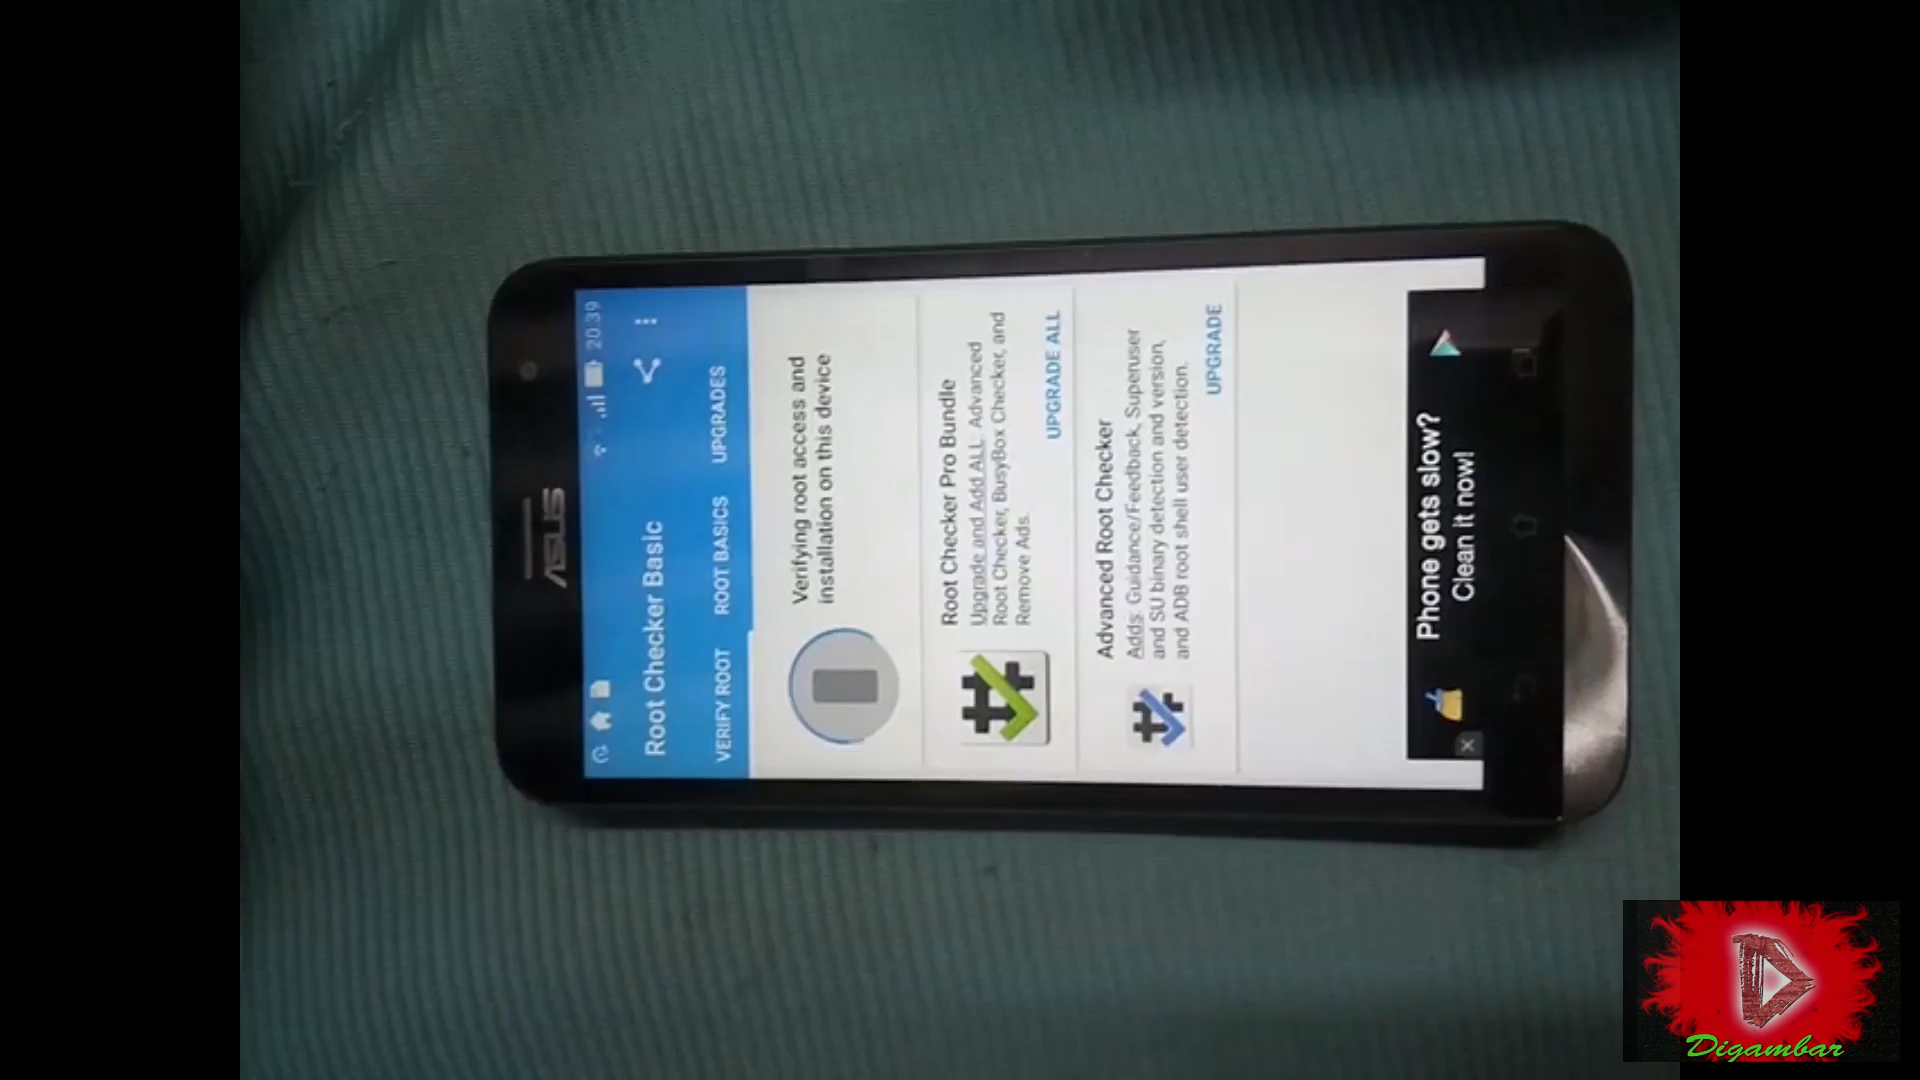 ASUS
20:39
Root Checker Basic
VERIFY ROOT
ROOT BASICS
UPGRADES
Verifying root access and
installation on this device
Root Checker Pro Bundle
Upgrade and Add ALL: Advanced
Root Checker, BusyBox Checker, and
Remove Ads.
UPGRADE ALL
Advanced Root Checker
Adds: Guidance/Feedback, Superuser
and SU binary detection and version,
and ADB root shell user detection.
UPGRADE
Phone gets slow?
Clean it now!
Digambar